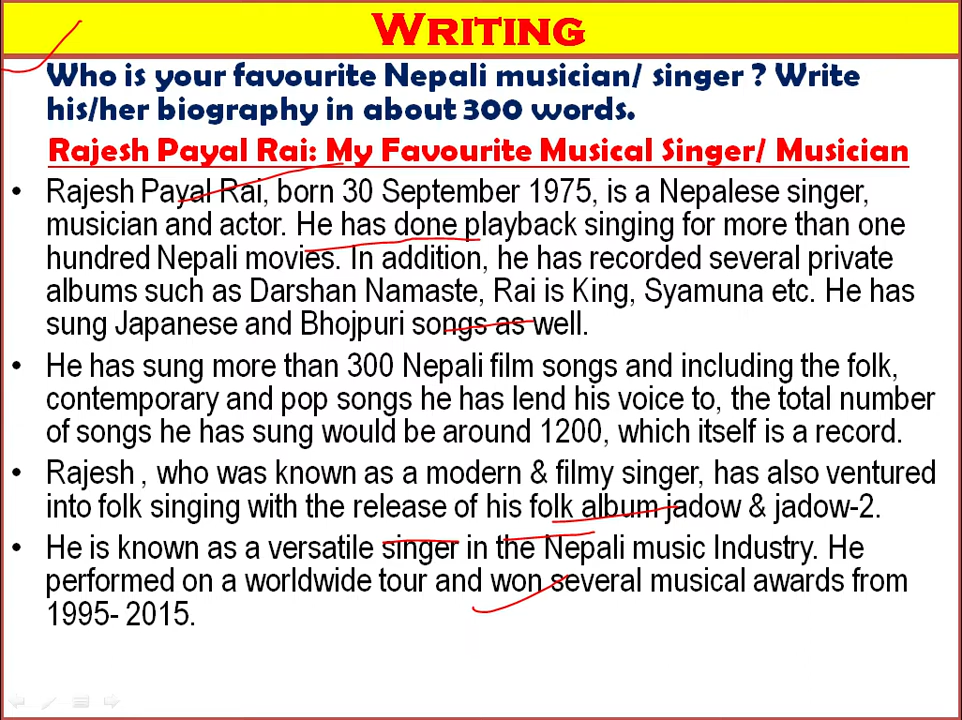 WRITING
Who is your favourite Nepali musician/ singer ? Write
his/her biography in about 300 words.
Rajesh Payal Rai: My Favourite Musical Singer/ Musician
• Rajesh Payal Rai, born 30 September 1975, is a Nepalese singer,
musician and actor. He has done playback singing for more than one
hundred Nepali movies. In addition, he has recorded several private
albums such as Darshan Namaste, Rai is King, Syamuna etc. He has
sung Japanese and Bhojpuri songs as well.
• He has sung more than 300 Nepali film songs and including the folk,
contemporary and pop songs he has lend his voice to, the total number
of songs he has sung would be around 1200, which itself is a record.
• Rajesh , who was known as a modern & filmy singer, has also ventured
into folk singing with the release of his folk album jadow & jadow-2.
• He is known as a versatile singer in the Nepali music Industry. He
performed on a worldwide tour and won several musical awards from
1995- 2015.